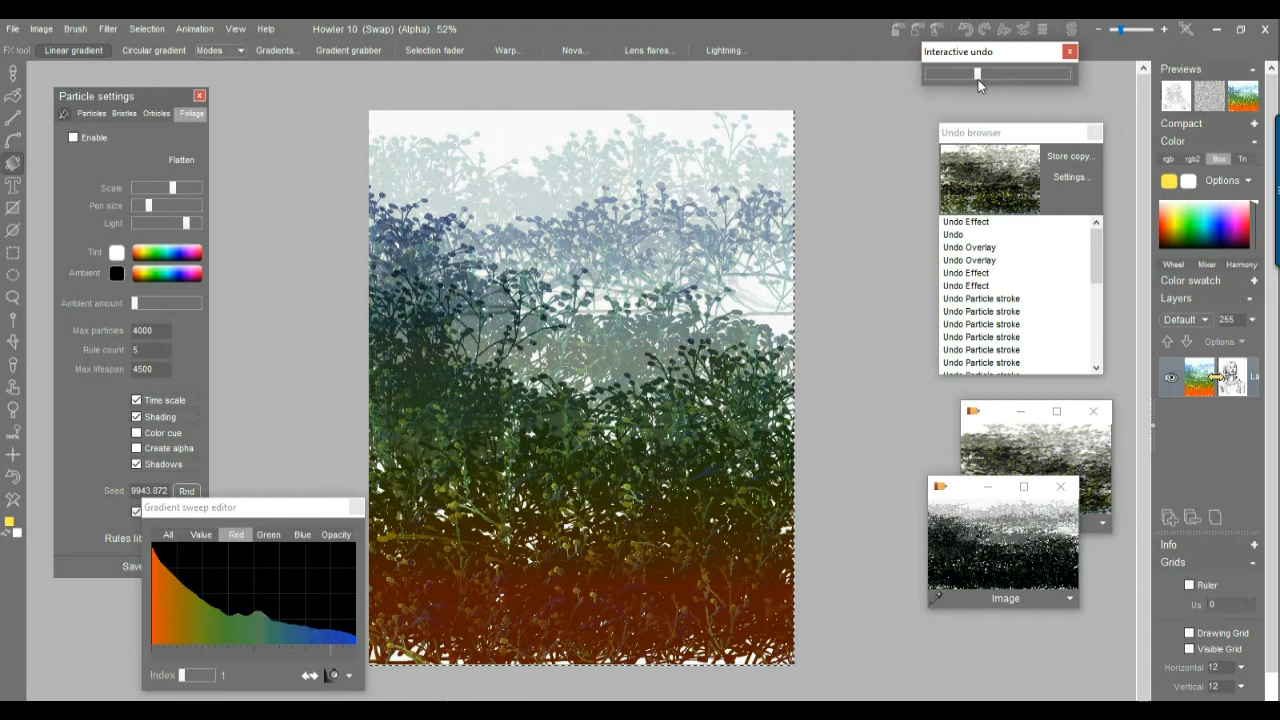 File Image Brush Filter Selection Animation View Help Howler 10 (Swap) (Alpha) 52%
FX tool Linear gradient Circular gradient Modes Gradients... Gradient grabber Selection fader Warp... Nova... Lens flares... Lightning...
Interactive undo
Particle settings
Particles Bristles Orbicles Foliage
Enable
Flatten
Scale
Pen size
Light
Tint
Ambient
Ambient amount
Max particles 4000
Rule count 5
Max lifespan 4500
Time scale
Shading
Color cue
Create alpha
Shadows
Seed 9943.872 Rnd
Rules lib
Save
Gradient sweep editor
All Value Red Green Blue Opacity
Index 1
Undo browser
Store copy...
Settings...
Undo Effect
Undo
Undo Overlay
Undo Overlay
Undo Effect
Undo Effect
Undo Particle stroke
Undo Particle stroke
Undo Particle stroke
Undo Particle stroke
Undo Particle stroke
Undo Particle stroke
Undo Particle stroke
Image
Previews
Compact
Color
rgb rgb2 Box Tri
Options
Wheel Mixer Harmony
Color swatch
Layers
Default 255
Options
La
Info
Grids
Ruler
Us 0
Drawing Grid
Visible Grid
Horizontal 12
Vertical 12
100%